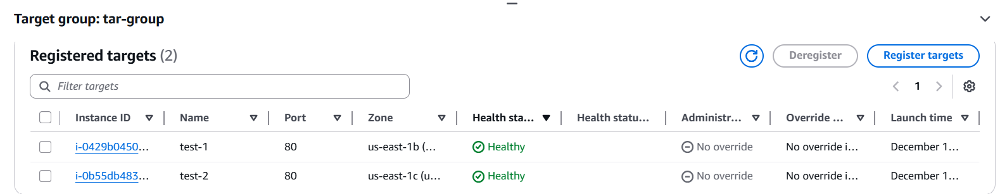 Target group: tar-group
Registered targets (2)
Deregister
Register targets
Filter targets
1
Instance ID Name Port Zone Health sta... Health statu... Administr... Override ... Launch time
i-0429b0450... test-1 80 us-east-1b (... Healthy No override No override i... December 1...
i-0b55db483... test-2 80 us-east-1c (u... Healthy No override No override i... December 1...